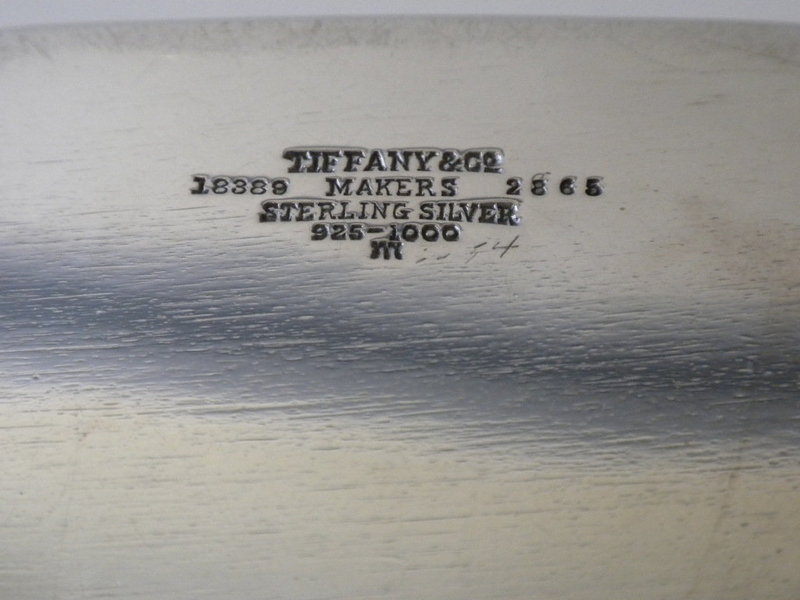 TIFFANY & Co
18389 MAKERS 2865
STERLING SILVER
925-1000
m